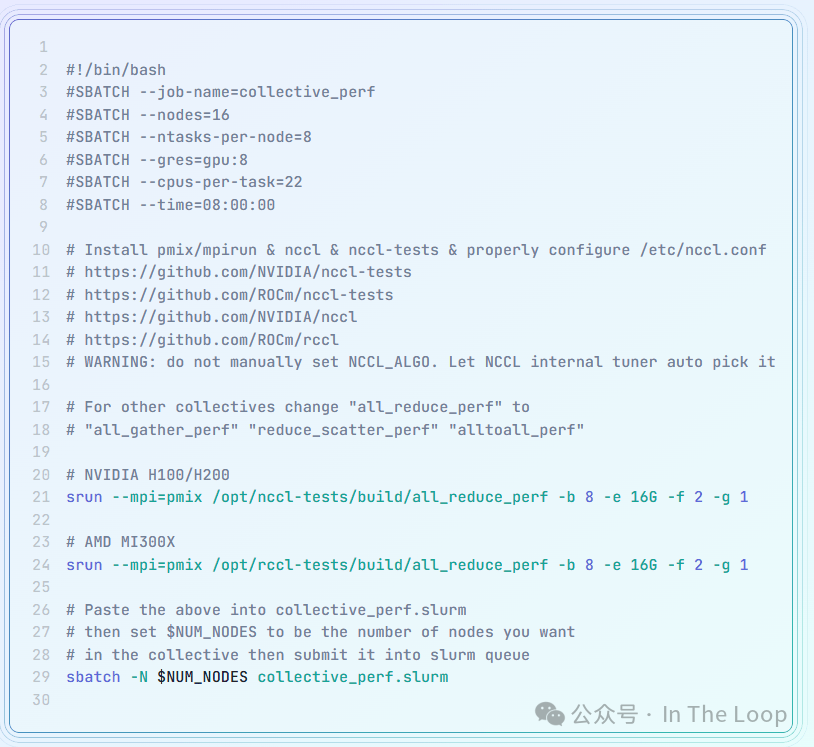 1
2 #!/bin/bash
3 #SBATCH --job-name=collective_perf
4 #SBATCH --nodes=16
5 #SBATCH --ntasks-per-node=8
6 #SBATCH --gres=gpu:8
7 #SBATCH --cpus-per-task=22
8 #SBATCH --time=08:00:00
9
10 # Install pmix/mpirun & nccl & nccl-tests & properly configure /etc/nccl.conf
11 # https://github.com/NVIDIA/nccl-tests
12 # https://github.com/ROCm/nccl-tests
13 # https://github.com/NVIDIA/nccl
14 # https://github.com/ROCm/rccl
15 # WARNING: do not manually set NCCL_ALGO. Let NCCL internal tuner auto pick it
16
17 # For other collectives change "all_reduce_perf" to
18 # "all_gather_perf" "reduce_scatter_perf" "alltoall_perf"
19
20 # NVIDIA H100/H200
21 srun --mpi=pmix /opt/nccl-tests/build/all_reduce_perf -b 8 -e 16G -f 2 -g 1
22
23 # AMD MI300X
24 srun --mpi=pmix /opt/rccl-tests/build/all_reduce_perf -b 8 -e 16G -f 2 -g 1
25
26 # Paste the above into collective_perf.slurm
27 # then set $NUM_NODES to be the number of nodes you want
28 # in the collective then submit it into slurm queue
29 sbatch -N $NUM_NODES collective_perf.slurm
30
公众号 · In The Loop